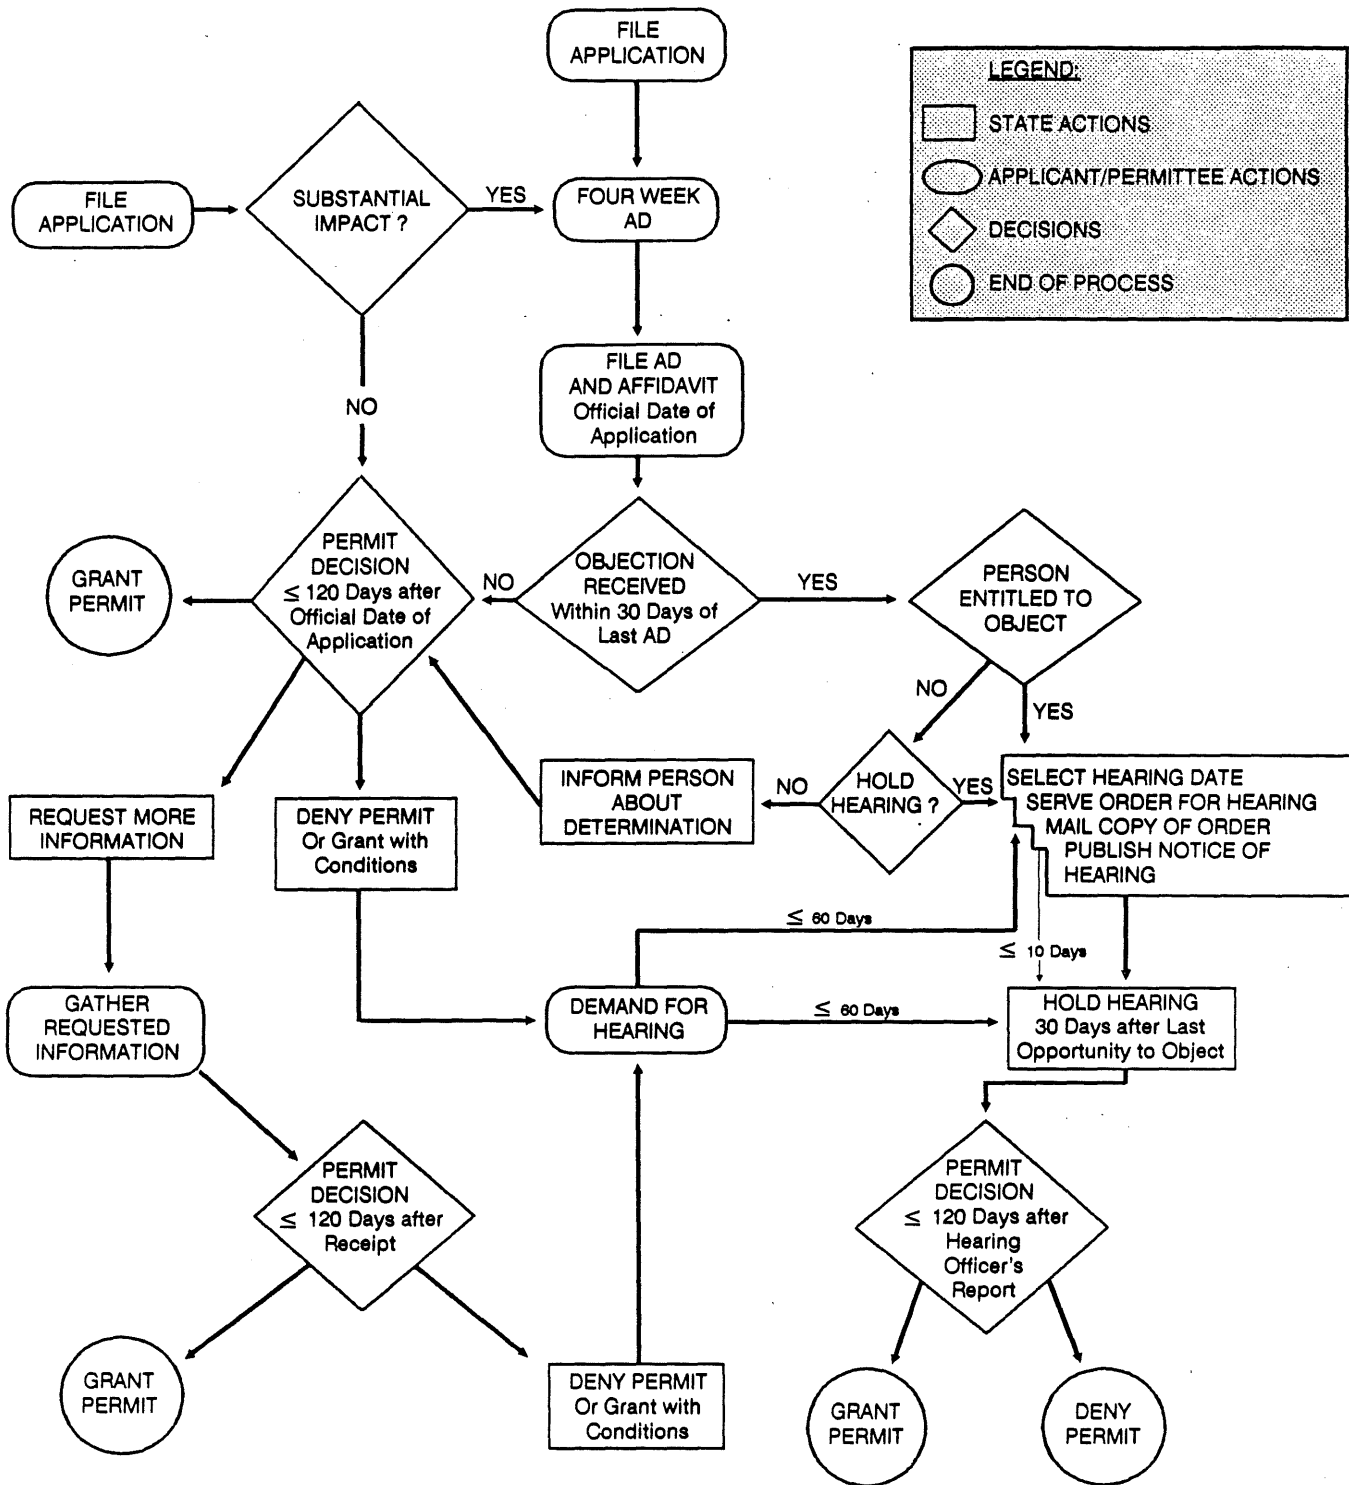 FILE
APPLICATION
LEGEND:
STATE ACTIONS
APPLICANT/PERMITTEE ACTIONS
DECISIONS
END OF PROCESS
FILE
APPLICATION
SUBSTANTIAL
IMPACT ?
YES
FOUR WEEK
AD
NO
FILE AD
AND AFFIDAVIT
Official Date of
Application
GRANT
PERMIT
PERMIT
DECISION
≤ 120 Days after
Official Date of
Application
NO
OBJECTION
RECEIVED
Within 30 Days of
Last AD
YES
PERSON
ENTITLED TO
OBJECT
NO
YES
REQUEST MORE
INFORMATION
DENY PERMIT
Or Grant with
Conditions
INFORM PERSON
ABOUT
DETERMINATION
NO
HOLD
HEARING ?
YES
SELECT HEARING DATE
SERVE ORDER FOR HEARING
MAIL COPY OF ORDER
PUBLISH NOTICE OF
HEARING
≤ 60 Days
≤ 10 Days
GATHER
REQUESTED
INFORMATION
DEMAND FOR
HEARING
≤ 60 Days
HOLD HEARING
30 Days after Last
Opportunity to Object
PERMIT
DECISION
≤ 120 Days after
Receipt
PERMIT
DECISION
≤ 120 Days after
Hearing
Officer's
Report
GRANT
PERMIT
DENY PERMIT
Or Grant with
Conditions
GRANT
PERMIT
DENY
PERMIT